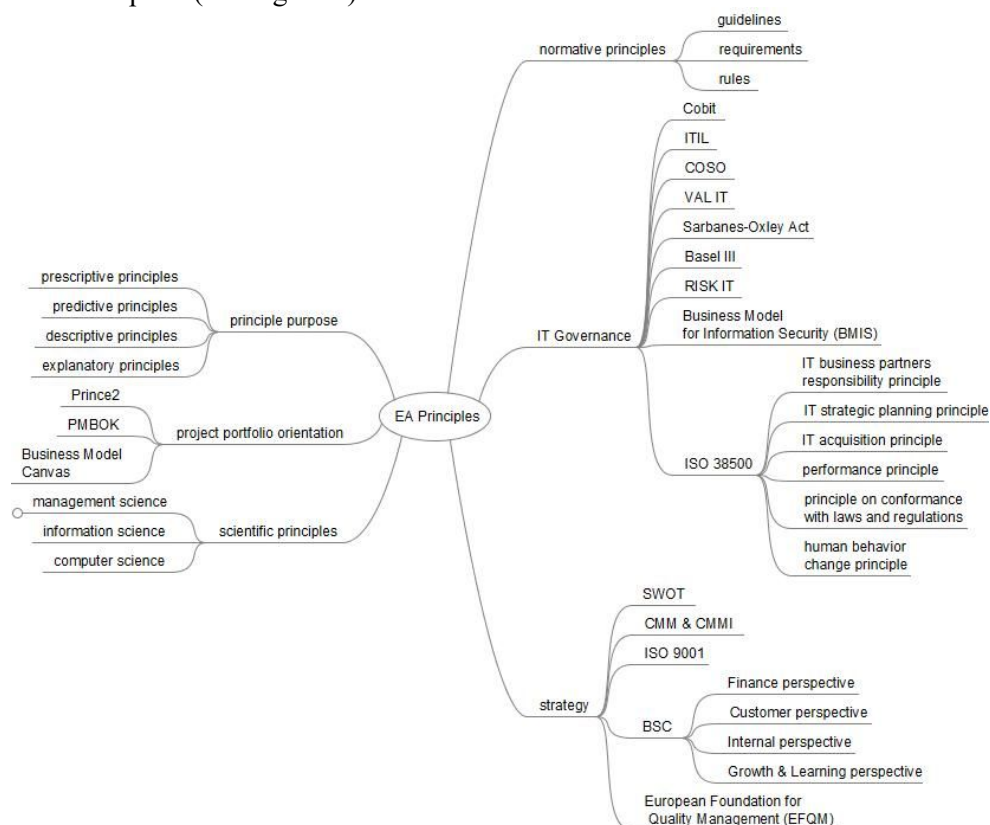 guidelines
normative principles
requirements
rules
Cobit
ITIL
COSO
VAL IT
Sarbanes-Oxley Act
Basel III
RISK IT
Business Model
for Information Security (BMIS)
IT Governance
IT business partners
responsibility principle
IT strategic planning principle
IT acquisition principle
ISO 38500
performance principle
principle on conformance
with laws and regulations
human behavior
change principle
prescriptive principles
predictive principles
principle purpose
descriptive principles
explanatory principles
Prince2
EA Principles
PMBOK
project portfolio orientation
Business Model
Canvas
management science
information science
scientific principles
computer science
SWOT
CMM & CMMI
ISO 9001
strategy
Finance perspective
Customer perspective
BSC
Internal perspective
Growth & Learning perspective
European Foundation for
Quality Management (EFQM)